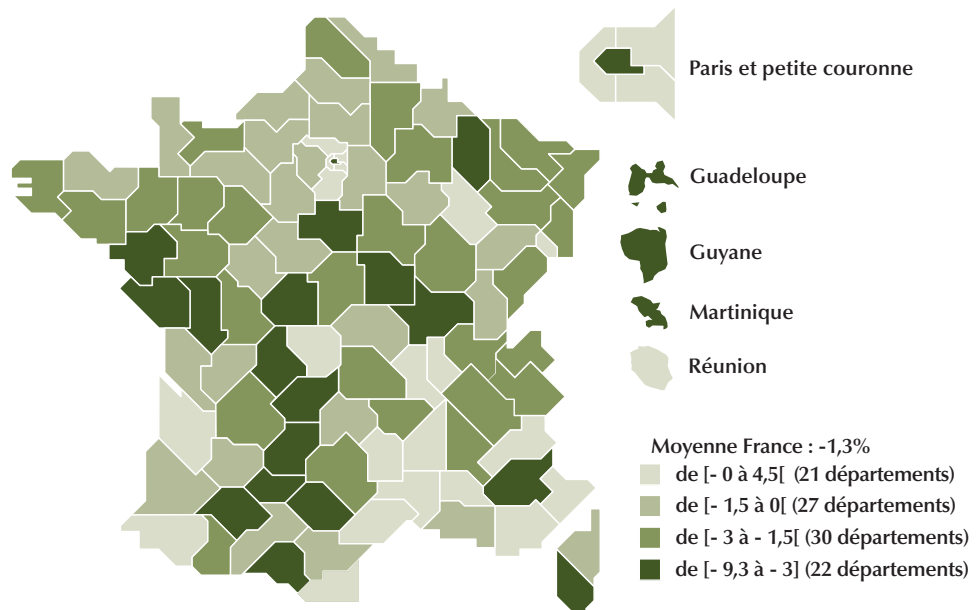 Paris et petite couronne
Guadeloupe
Guyane
Martinique
Réunion
Moyenne France : -1,3%
de [- 0 à 4,5[ (21 départements)
de [- 1,5 à 0[ (27 départements)
de [- 3 à - 1,5[ (30 départements)
de [- 9,3 à - 3] (22 départements)